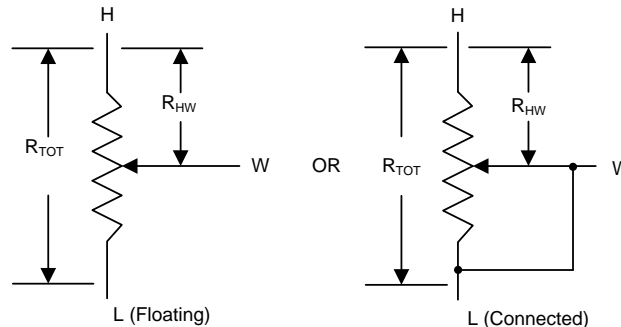 H
R_HW
R_TOT
W
L (Floating)
OR
H
R_HW
R_TOT
W
L (Connected)